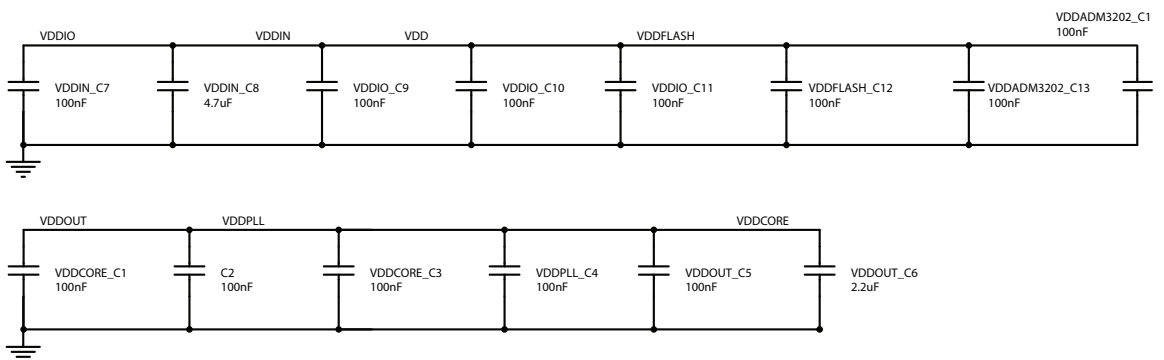 VDDADM3202_C1
100nF
VDDIO
VDDIN
VDD
VDDFLASH
VDDIN_C7
100nF
VDDIN_C8
4.7uF
VDDIO_C9
100nF
VDDIO_C10
100nF
VDDIO_C11
100nF
VDDFLASH_C12
100nF
VDDADM3202_C13
100nF
VDDOUT
VDDPLL
VDDCORE
VDDCORE_C1
100nF
C2
100nF
VDDCORE_C3
100nF
VDDPLL_C4
100nF
VDDOUT_C5
100nF
VDDOUT_C6
2.2uF